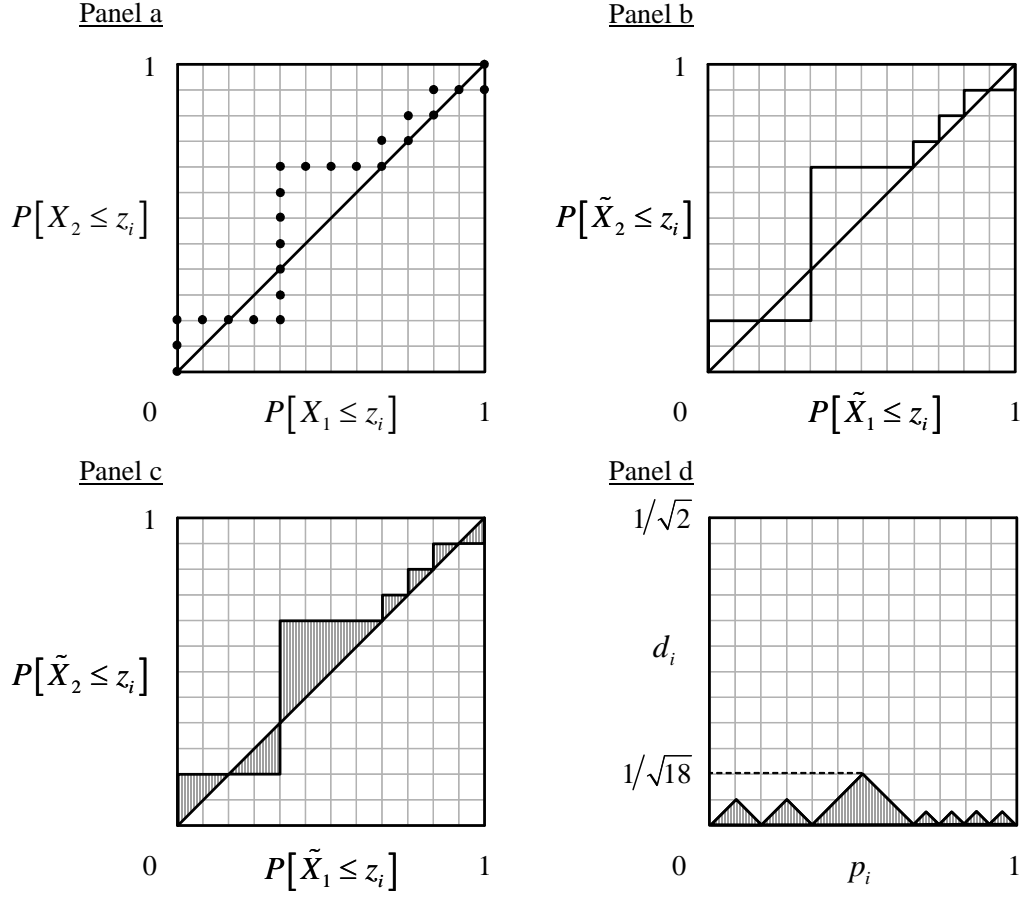 Panel a
Panel b
1
1
P[X₁ ≤ zᵢ]
P[X₂ ≤ zᵢ]
P[X̃₂ ≤ zᵢ]
0
1
0
P[X̃₁ ≤ zᵢ]
1
Panel c
Panel d
1
1/√2
P[X̃₂ ≤ zᵢ]
dᵢ
1/√18
0
P[X̃₁ ≤ zᵢ]
1
0
pᵢ
1